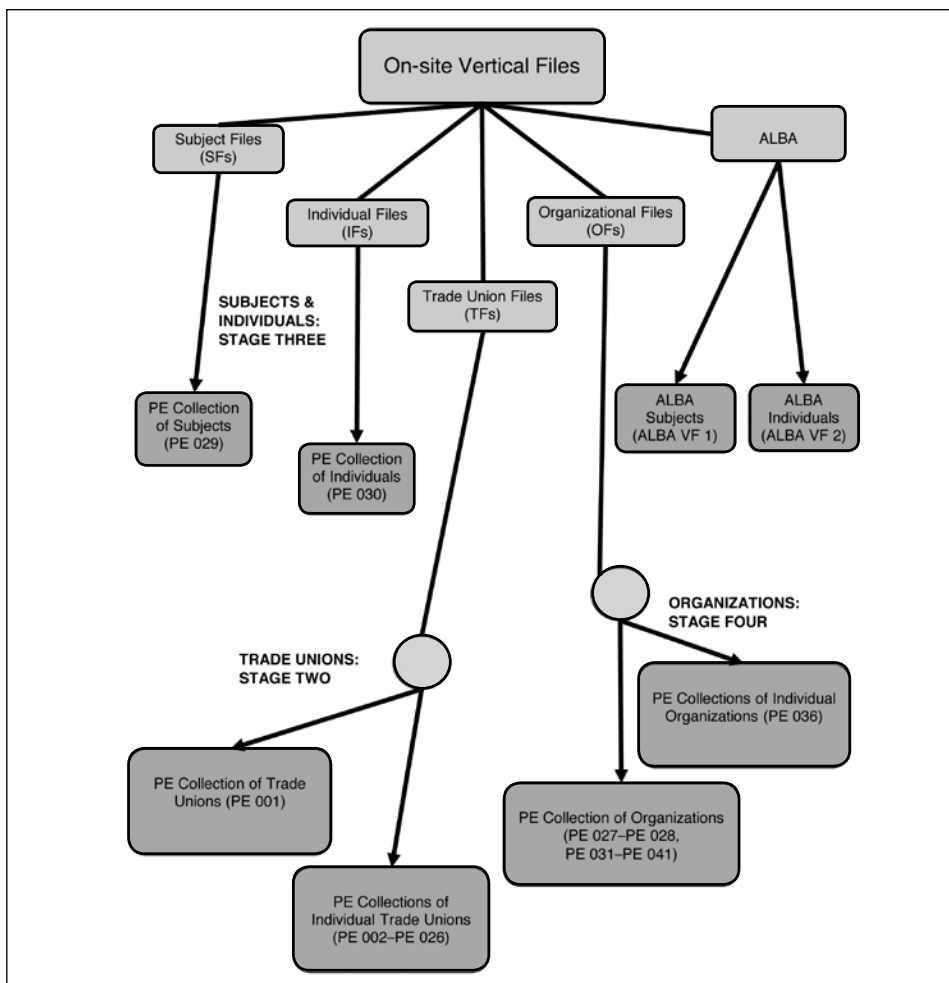 On-site Vertical Files
Subject Files
(SFs)
ALBA
Individual Files
(IFs)
Organizational Files
(OFs)
Trade Union Files
(TFs)
SUBJECTS &
INDIVIDUALS:
STAGE THREE
PE Collection
of Subjects
(PE 029)
ALBA
Subjects
(ALBA VF 1)
ALBA
Individuals
(ALBA VF 2)
PE Collection
of Individuals
(PE 030)
ORGANIZATIONS:
STAGE FOUR
TRADE UNIONS:
STAGE TWO
PE Collections of Individual
Organizations (PE 036)
PE Collection of Trade
Unions (PE 001)
PE Collection of Organizations
(PE 027–PE 028,
PE 031–PE 041)
PE Collections of
Individual Trade Unions
(PE 002–PE 026)